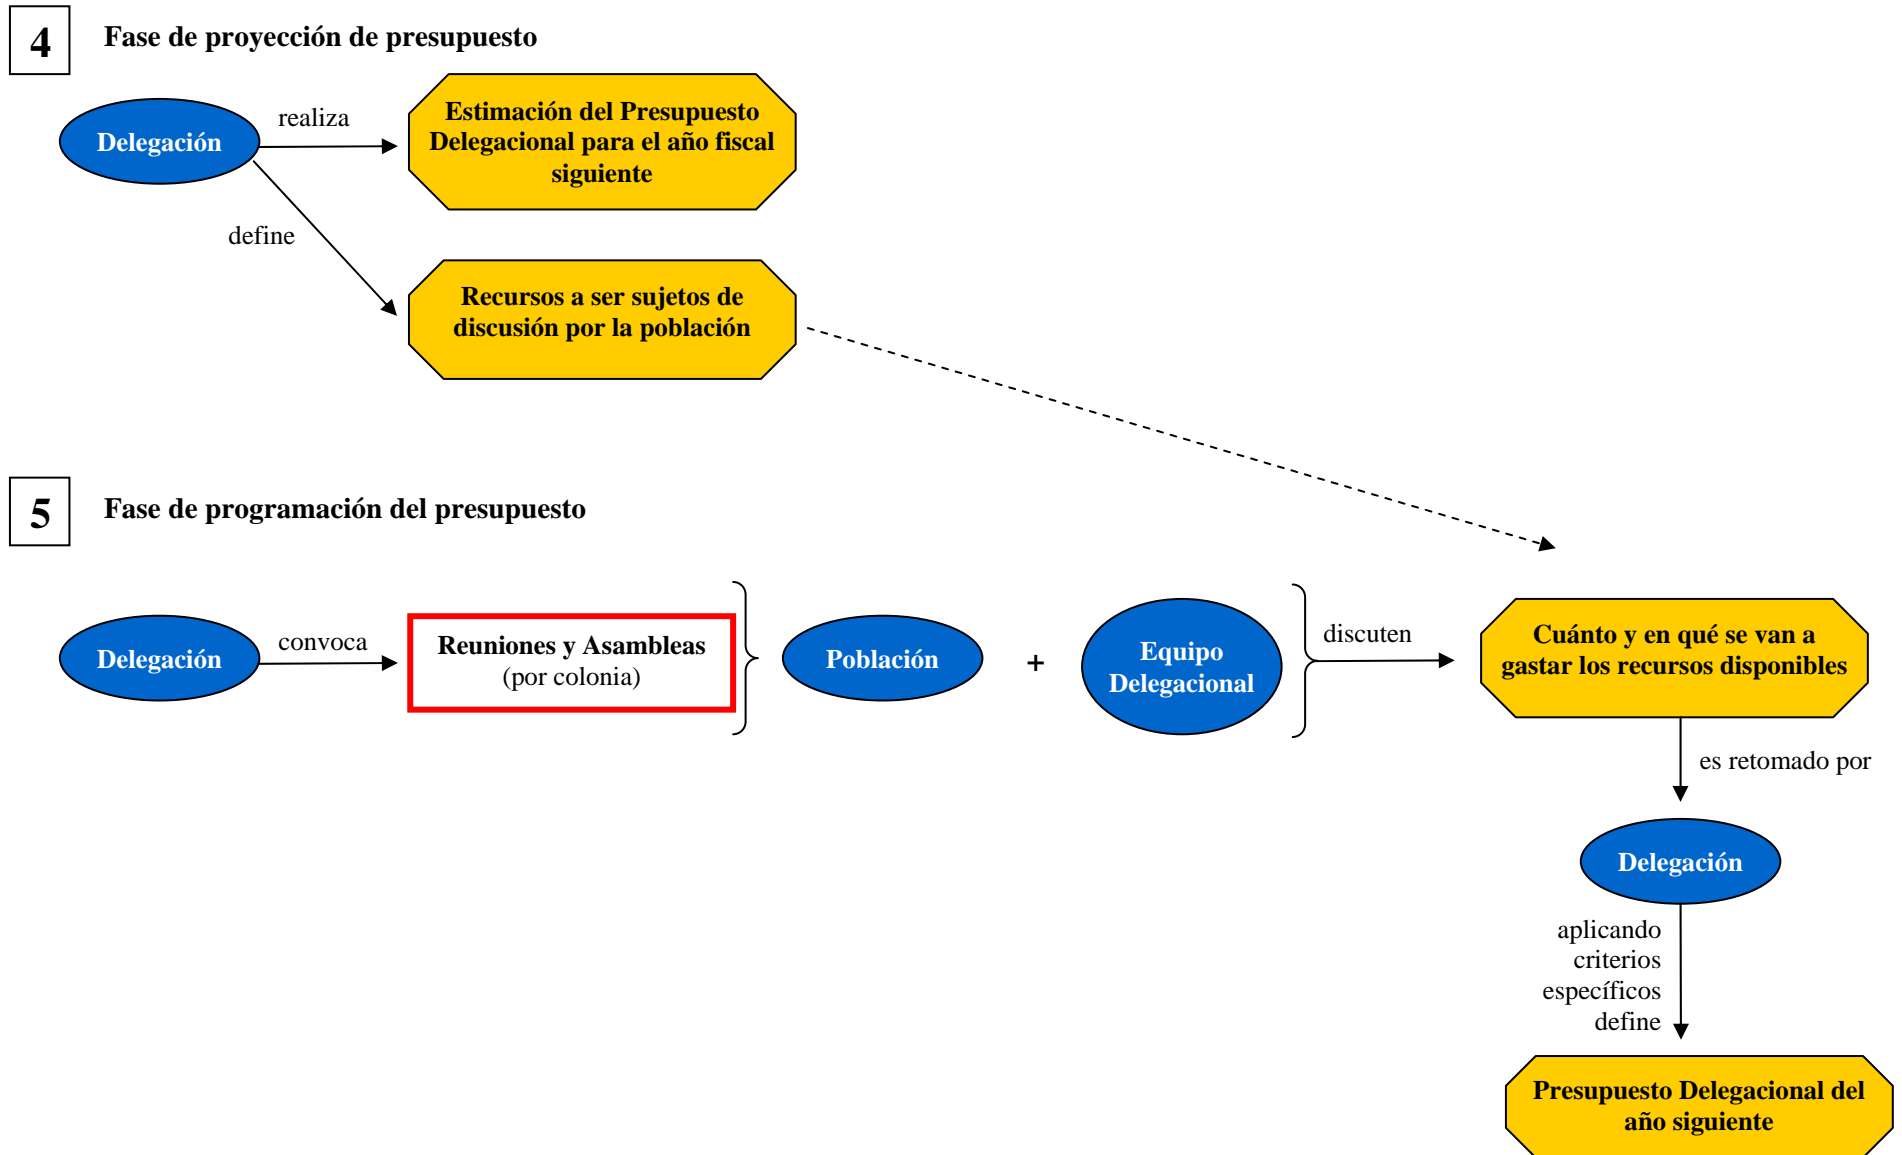 4
Fase de proyección de presupuesto
Delegación
realiza
Estimación del Presupuesto
Delegacional para el año fiscal
siguiente
define
Recursos a ser sujetos de
discusión por la población
5
Fase de programación del presupuesto
Delegación
convoca
Reuniones y Asambleas
(por colonia)
Población
+
Equipo
Delegacional
discuten
Cuánto y en qué se van a
gastar los recursos disponibles
es retomado por
Delegación
aplicando
criterios
específicos
define
Presupuesto Delegacional del
año siguiente